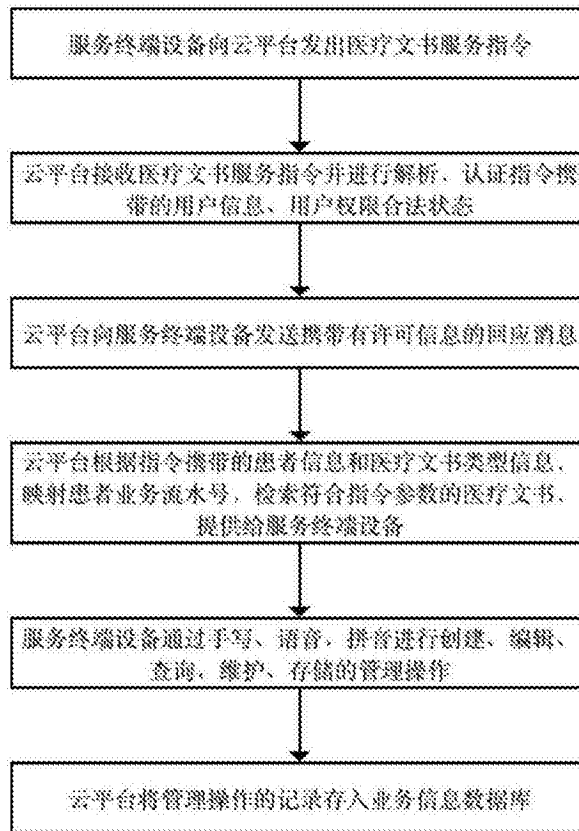 服务终端设备向云平台发出医疗文书服务指令
云平台接收医疗文书服务指令并进行解析、认证指令携
带的用户信息、用户权限合法状态
云平台向服务终端设备发送携带有许可信息的回应消息
云平台根据指令携带的患者信息和医疗文书类型信息、
映射患者业务流水号、检索符合指令参数的医疗文书、
提供给服务终端设备
服务终端设备通过手写、语音、拼音进行创建、编辑、
查询、维护、存储的管理操作
云平台将管理操作的记录存入业务信息数据库